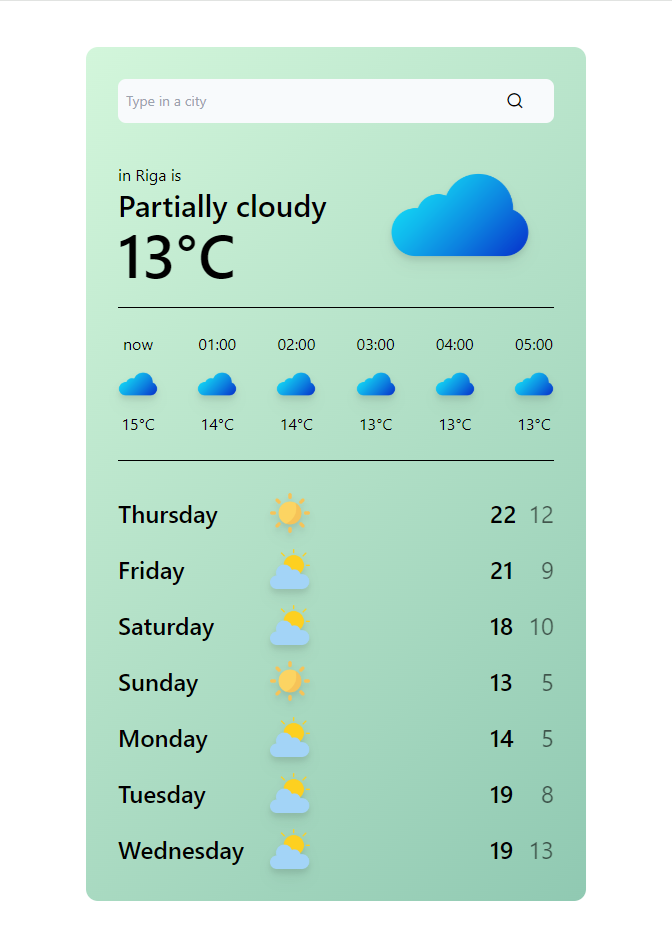 Type in a city
in Riga is
Partially cloudy
13°C
now 01:00 02:00 03:00 04:00 05:00
15°C 14°C 14°C 13°C 13°C 13°C
Thursday 22 12
Friday 21 9
Saturday 18 10
Sunday 13 5
Monday 14 5
Tuesday 19 8
Wednesday 19 13